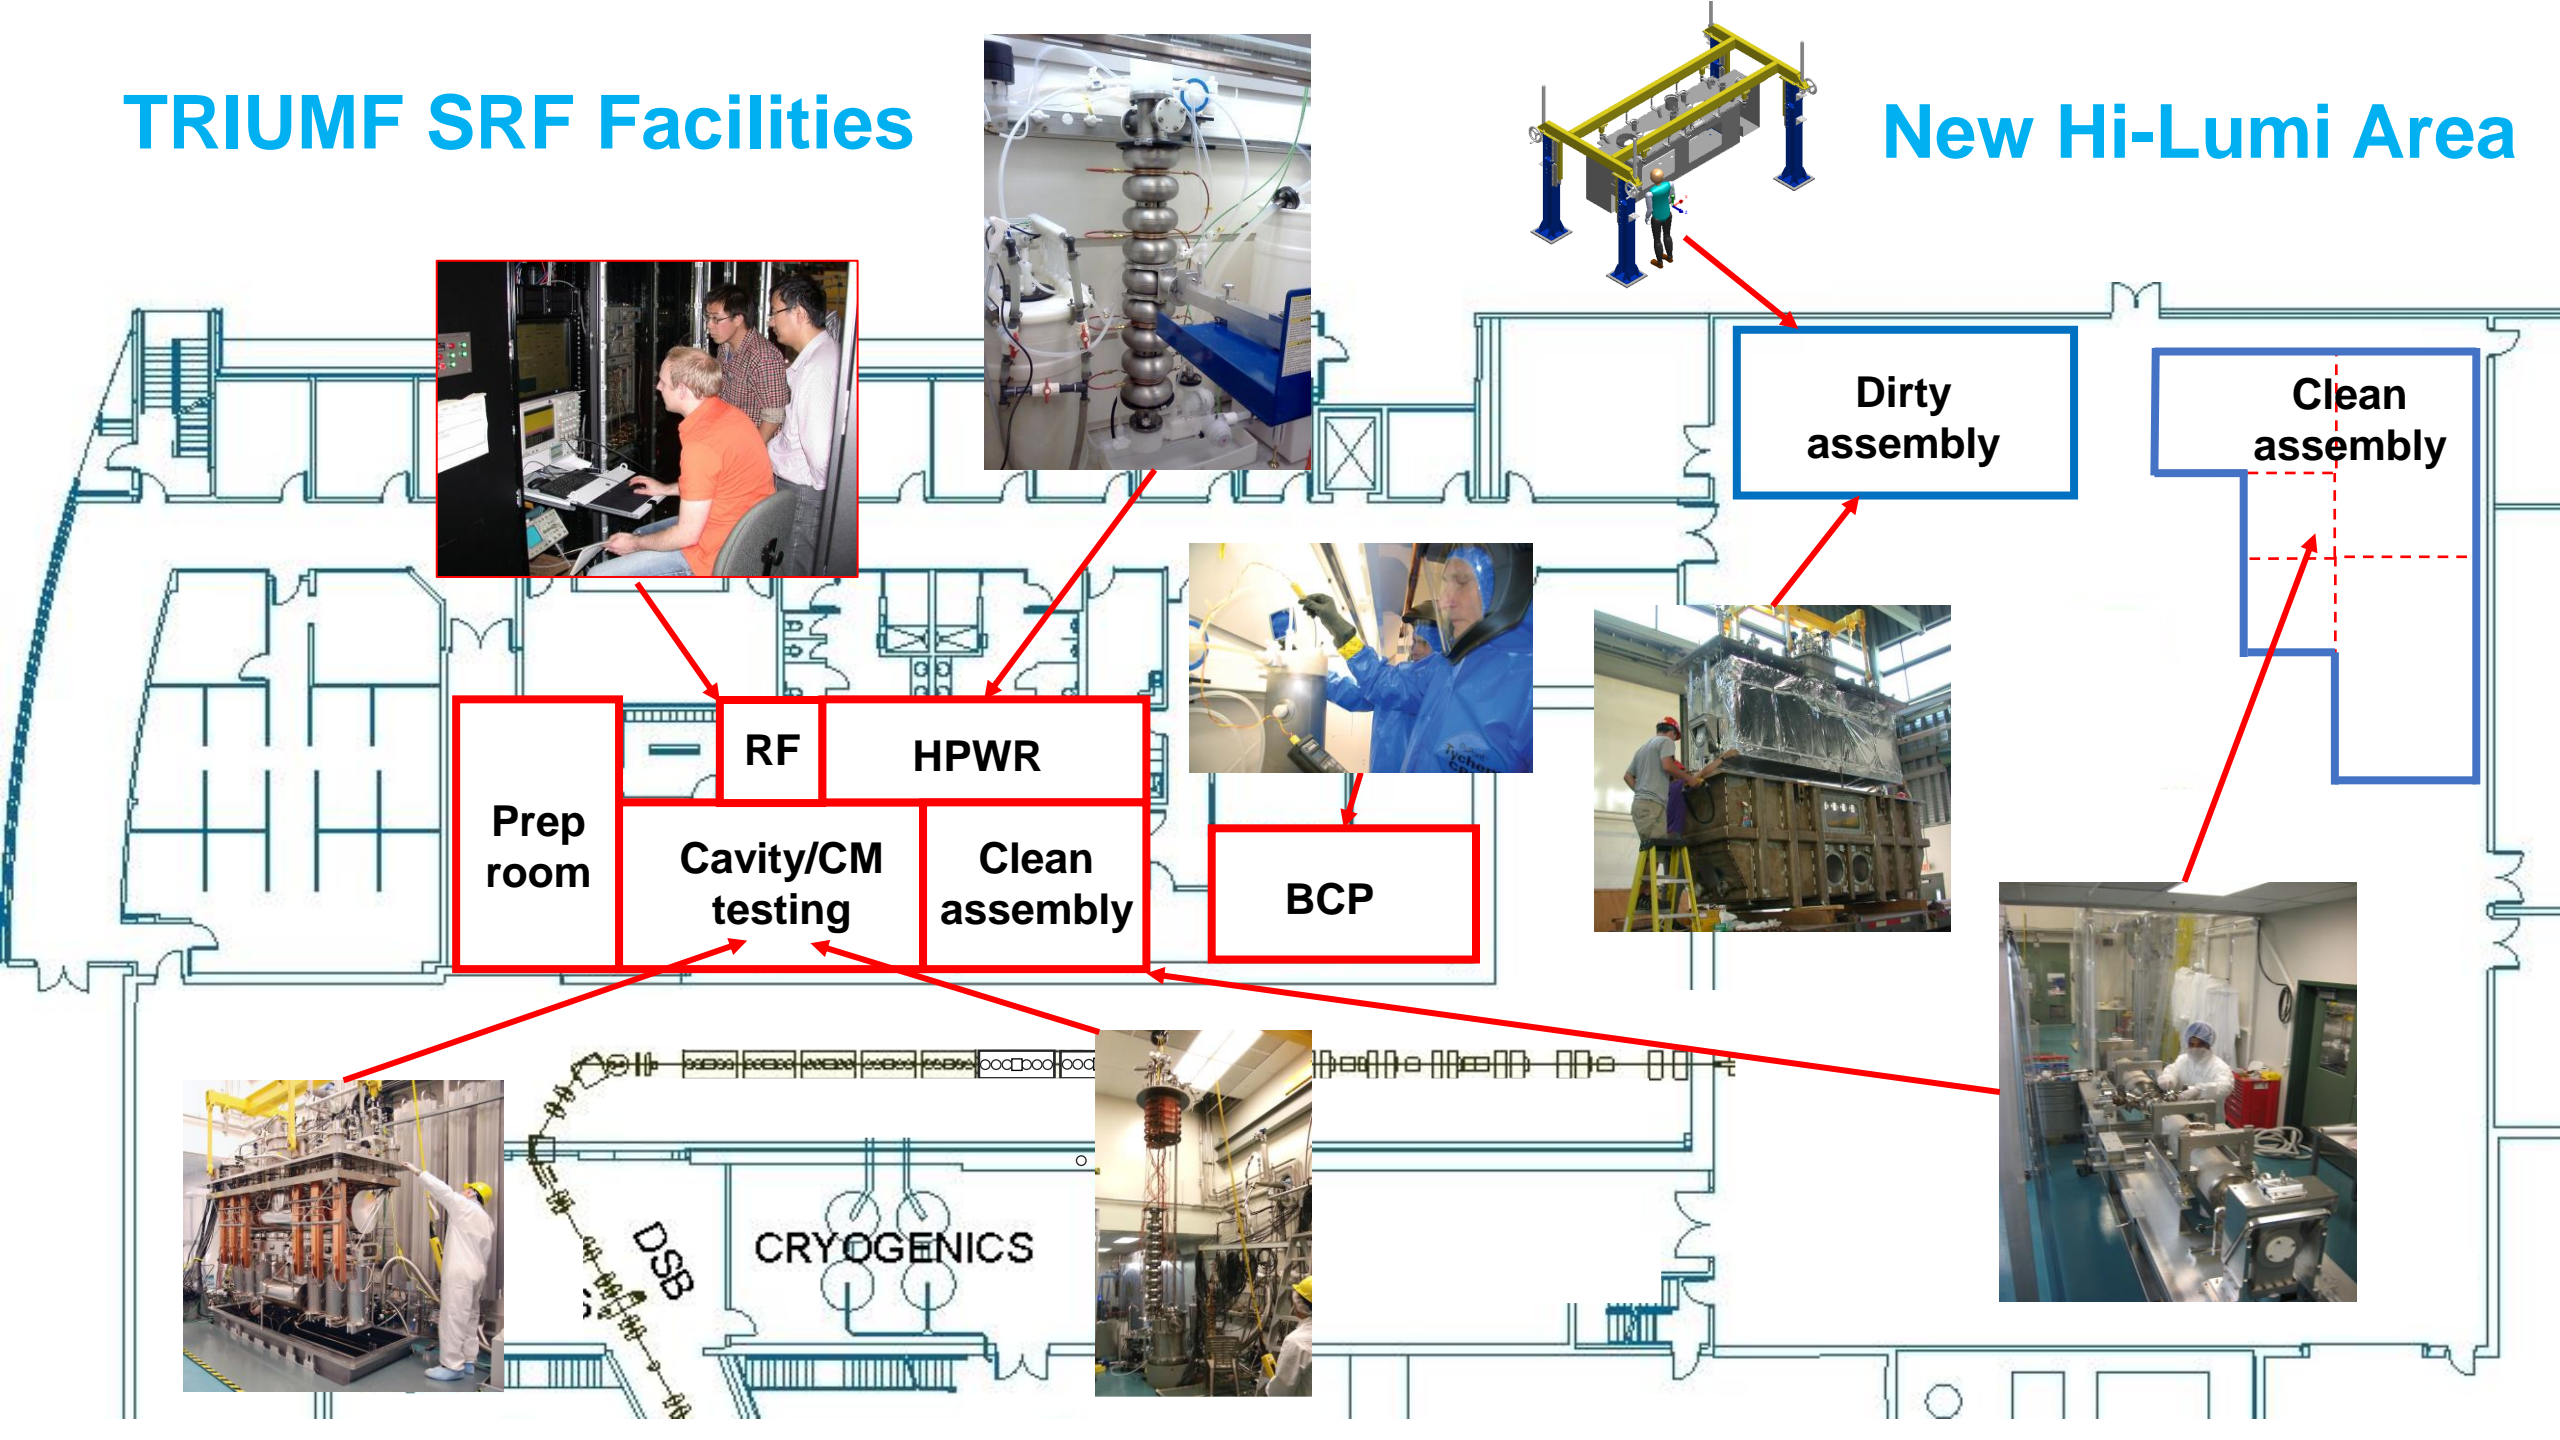 TRIUMF SRF Facilities
New Hi-Lumi Area
Dirty
assembly
Clean
assembly
RF
HPWR
Prep
room
Cavity/CM
testing
Clean
assembly
BCP
DSB
CRYOGENICS